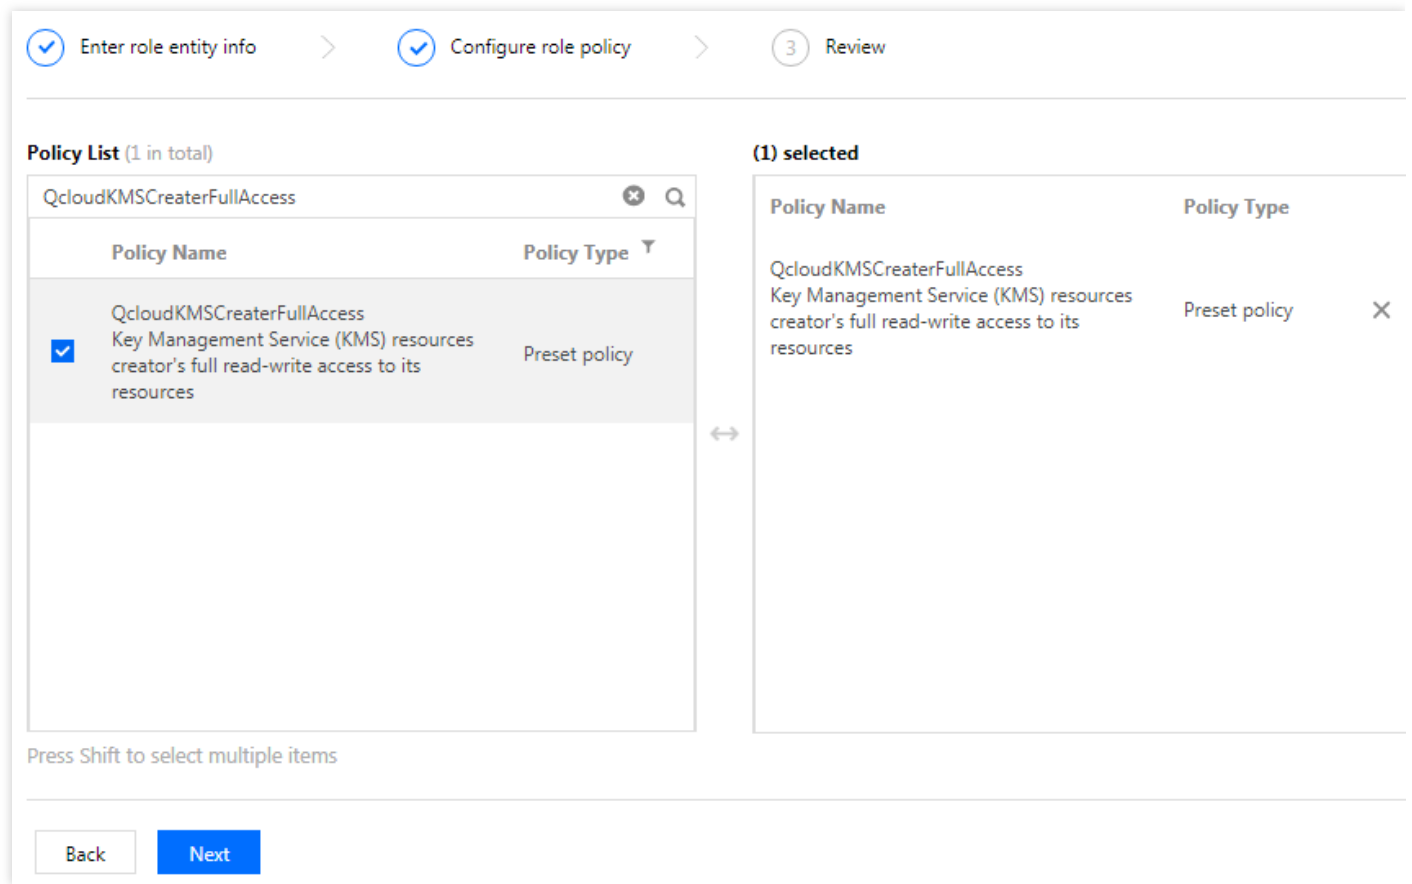 Enter role entity info
Configure role policy
3 Review
Policy List (1 in total)
QcloudKMSCreaterFullAccess
Policy Name Policy Type
QcloudKMSCreaterFullAccess
Key Management Service (KMS) resources
creator's full read-write access to its
resources
Preset policy
Press Shift to select multiple items
(1) selected
Policy Name Policy Type
QcloudKMSCreaterFullAccess
Key Management Service (KMS) resources
creator's full read-write access to its
resources
Preset policy
Back
Next